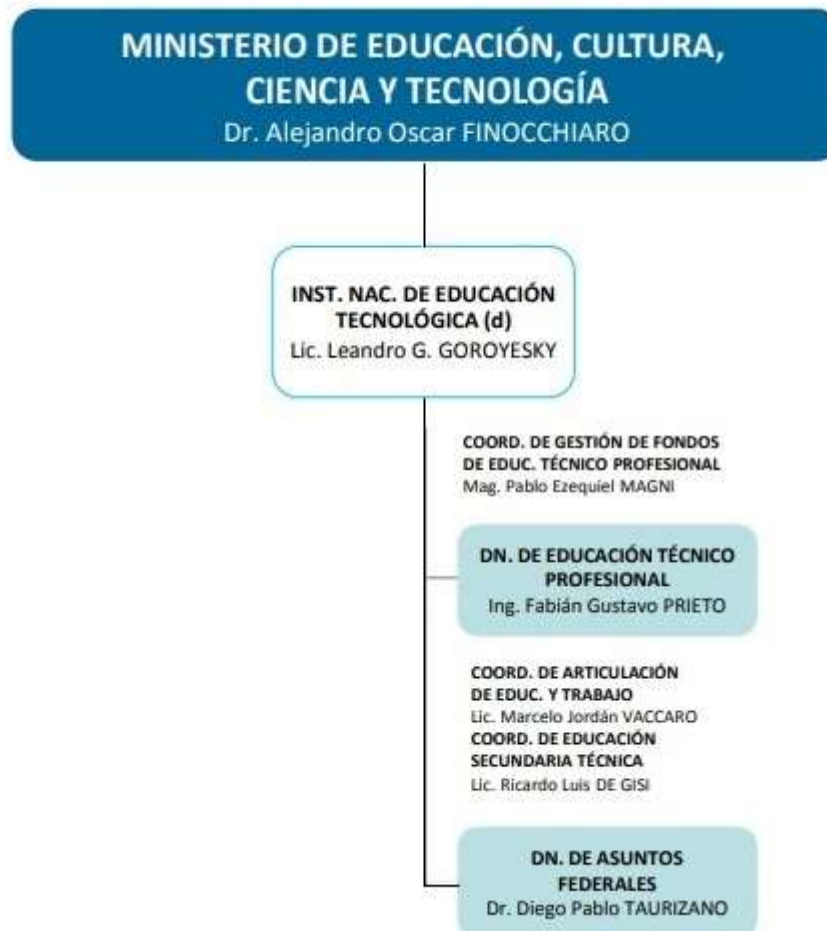 MINISTERIO DE EDUCACIÓN, CULTURA,
CIENCIA Y TECNOLOGÍA
Dr. Alejandro Oscar FINOCCHIARO
INST. NAC. DE EDUCACIÓN
TECNOLÓGICA (d)
Lic. Leandro G. GOROYESKY
COORD. DE GESTIÓN DE FONDOS
DE EDUC. TÉCNICO PROFESIONAL
Mag. Pablo Ezequiel MAGNI
DN. DE EDUCACIÓN TÉCNICO
PROFESIONAL
Ing. Fabián Gustavo PRIETO
COORD. DE ARTICULACIÓN
DE EDUC. Y TRABAJO
Lic. Marcelo Jordán VACCARO
COORD. DE EDUCACIÓN
SECUNDARIA TÉCNICA
Lic. Ricardo Luis DE GISI
DN. DE ASUNTOS
FEDERALES
Dr. Diego Pablo TAURIZANO